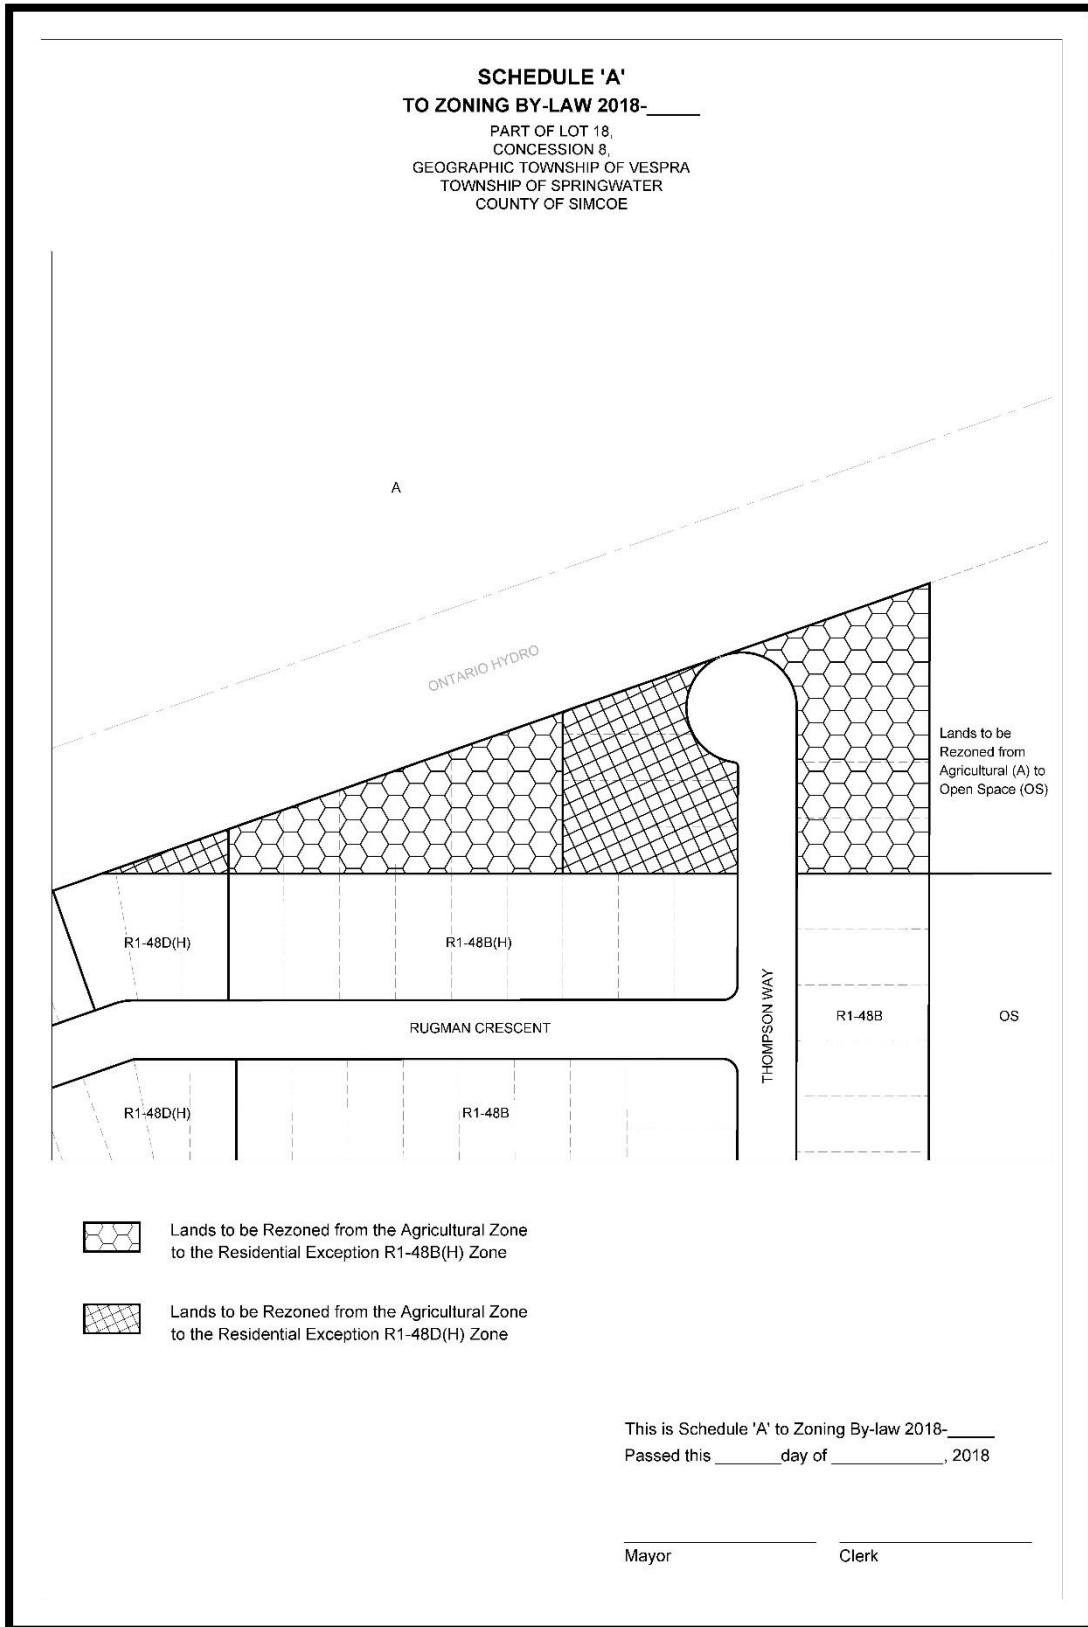 SCHEDULE 'A'
TO ZONING BY-LAW 2018-_____
PART OF LOT 18,
CONCESSION 8,
GEOGRAPHIC TOWNSHIP OF VESPRA
TOWNSHIP OF SPRINGWATER
COUNTY OF SIMCOE
A
ONTARIO HYDRO
Lands to be
Rezoned from
Agricultural (A) to
Open Space (OS)
R1-48D(H)
R1-48B(H)
RUGMAN CRESCENT
THOMPSON WAY
R1-48B
OS
R1-48D(H)
R1-48B
Lands to be Rezoned from the Agricultural Zone
to the Residential Exception R1-48B(H) Zone
Lands to be Rezoned from the Agricultural Zone
to the Residential Exception R1-48D(H) Zone
This is Schedule 'A' to Zoning By-law 2018-_____
Passed this _______day of ____________, 2018
Mayor
Clerk